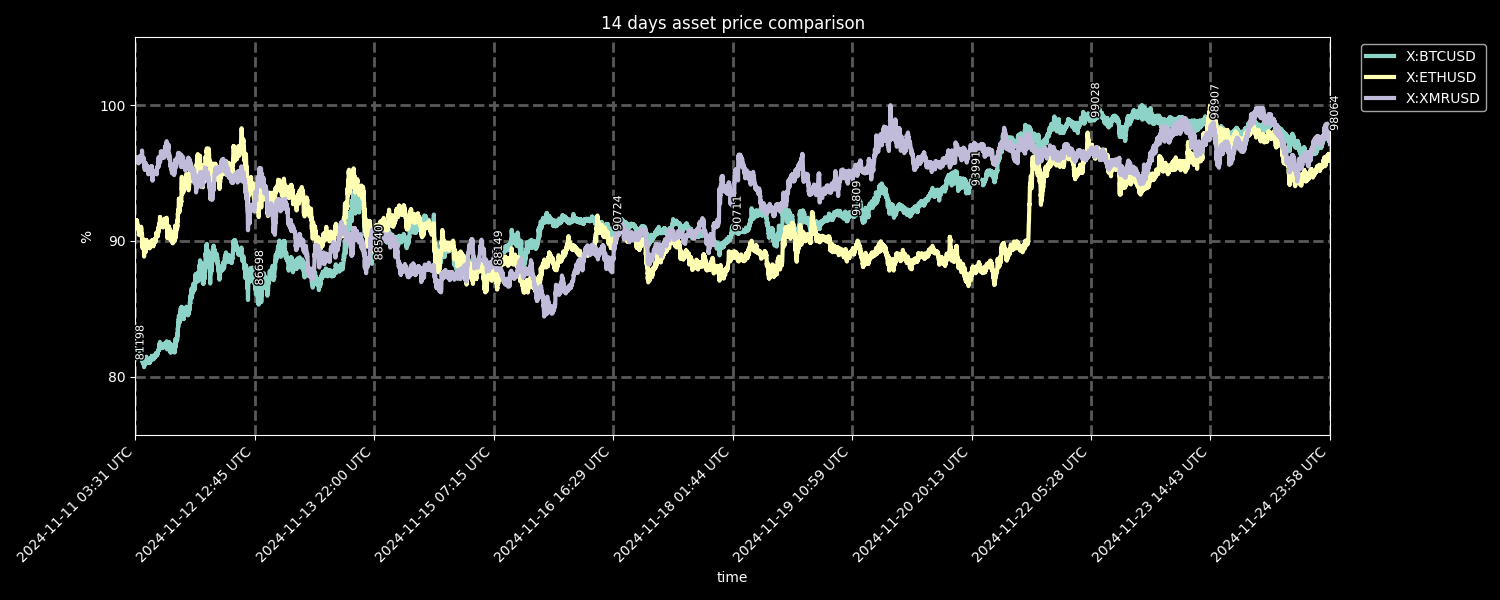 14 days asset price comparison
X:BTCUSD
X:ETHUSD
X:XMRUSD
100
90
80
%
81198
86698
88540
88149
90724
90711
91809
93991
99028
98907
98064
2024-11-11 03:31 UTC
2024-11-12 12:45 UTC
2024-11-13 22:00 UTC
2024-11-15 07:15 UTC
2024-11-16 16:29 UTC
2024-11-18 01:44 UTC
2024-11-19 10:59 UTC
2024-11-20 20:13 UTC
2024-11-22 05:28 UTC
2024-11-23 14:43 UTC
2024-11-24 23:58 UTC
time